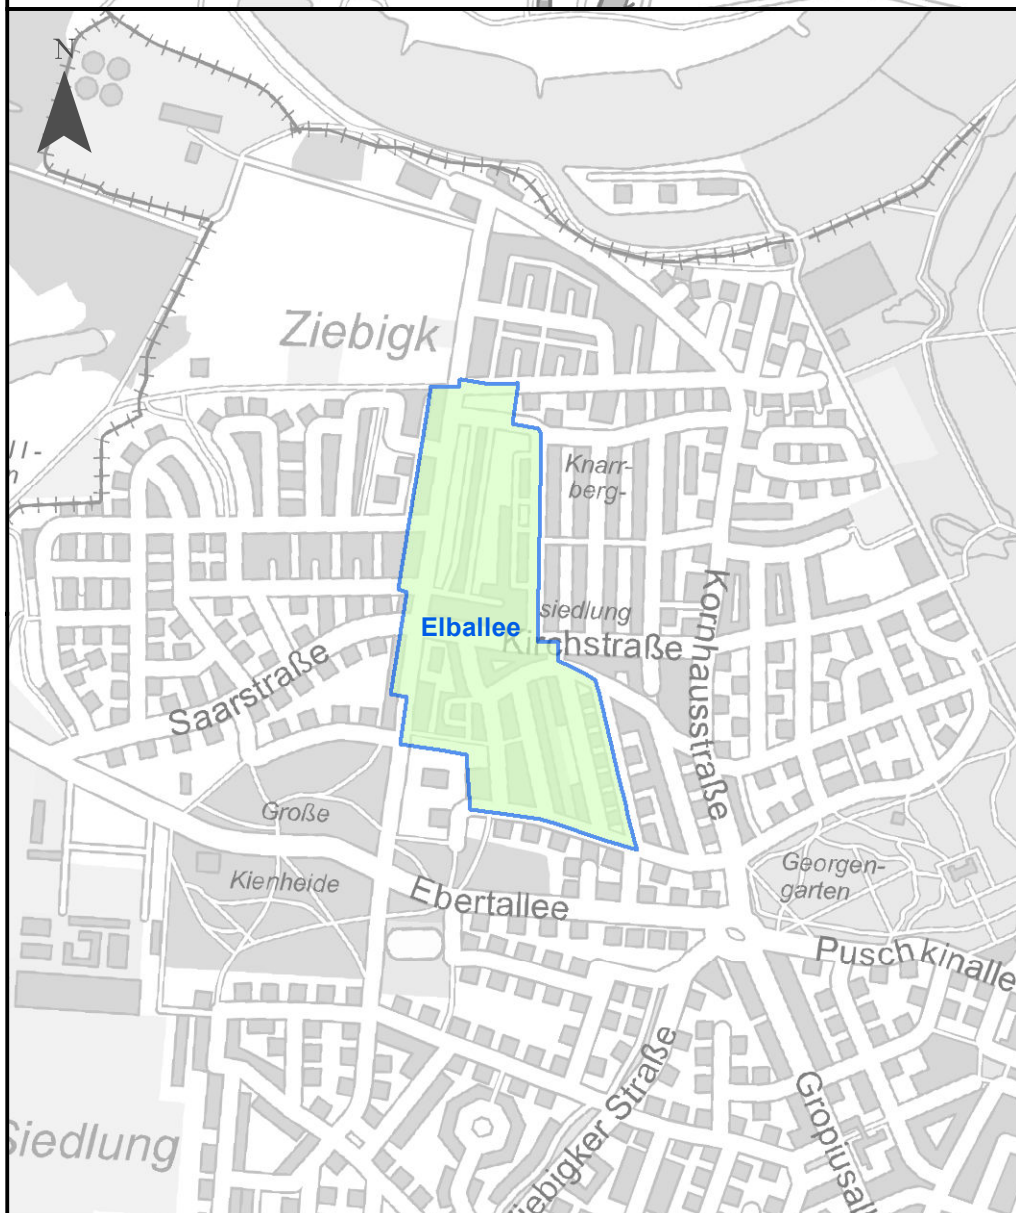 N
Ziebigk
Knarr-
berg-
siedlung
Elballee
Kirchstraße
Kornhausstraße
Saarstraße
Große
Kienheide
Georgen-
garten
Ebertallee
Puschkinalle
Siedlung
Ziebigker Straße
Gropiusal